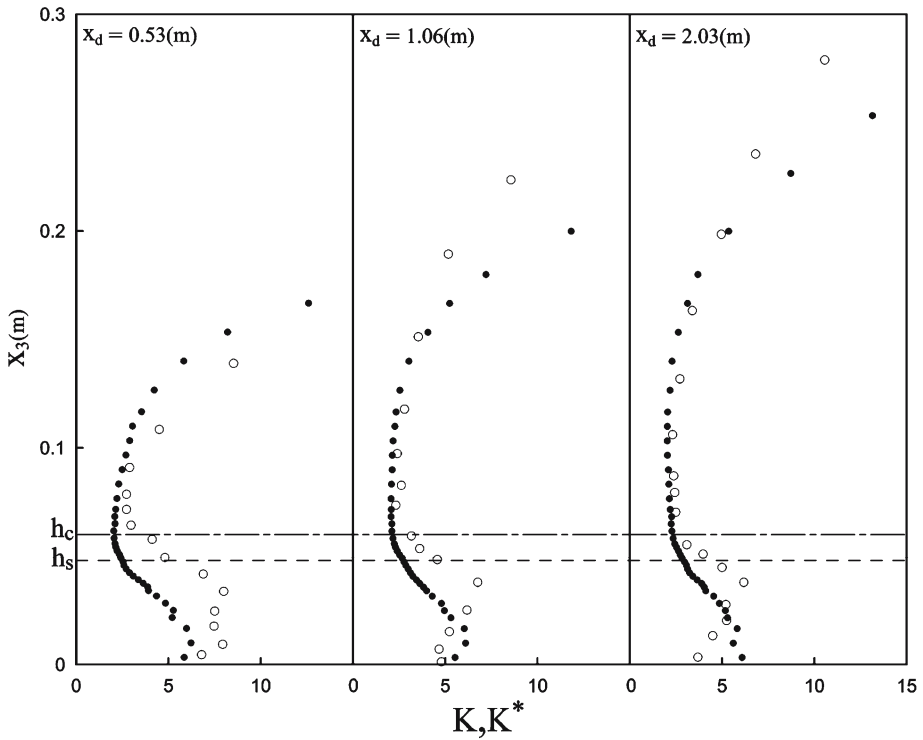 0.3
x_d = 0.53(m)
x_d = 1.06(m)
x_d = 2.03(m)
0.2
x_3(m)
0.1
h_c
h_s
0
0 5 10 0 5 10 0 5 10 15
K,K*